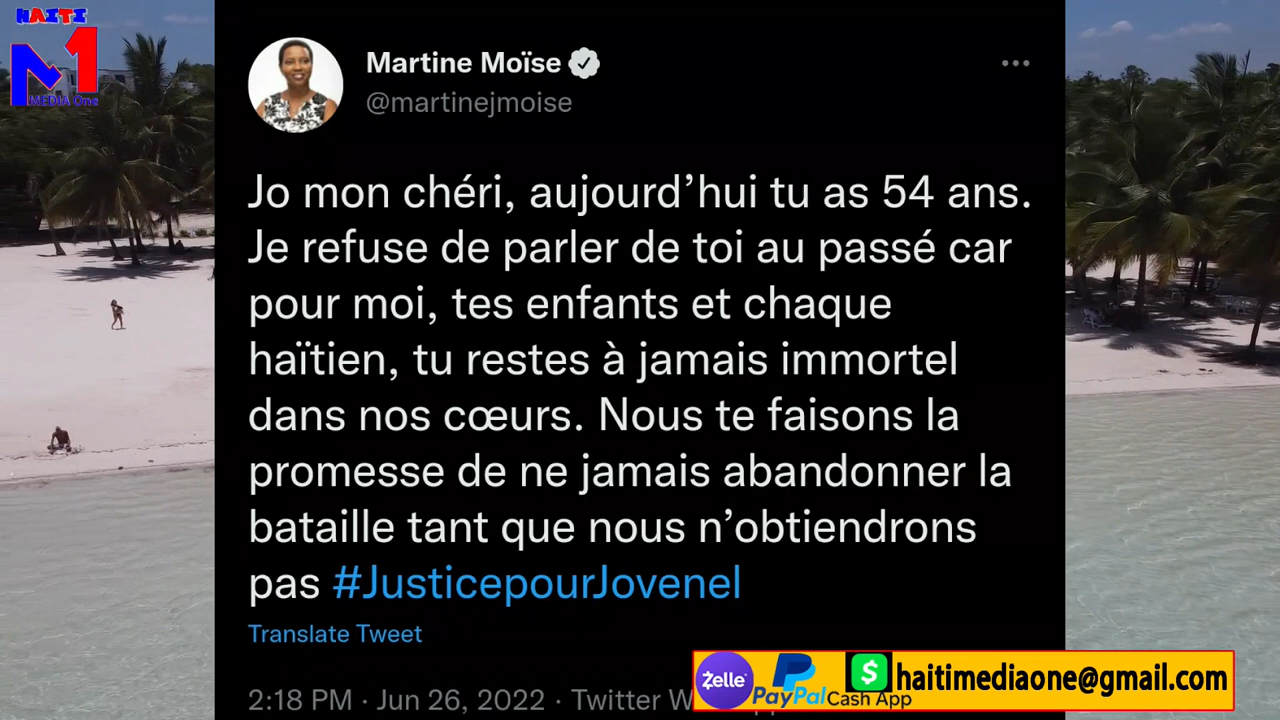 HAITI
M1
MEDIA One
Martine Moïse
@martinejmoise
Jo mon chéri, aujourd’hui tu as 54 ans.
Je refuse de parler de toi au passé car
pour moi, tes enfants et chaque
haïtien, tu restes à jamais immortel
dans nos cœurs. Nous te faisons la
promesse de ne jamais abandonner la
bataille tant que nous n’obtiendrons
pas #JusticepourJovenel
Translate Tweet
2:18 PM · Jun 26, 2022 · Twitter
Zelle PayPal $ Cash App haitimediaone@gmail.com